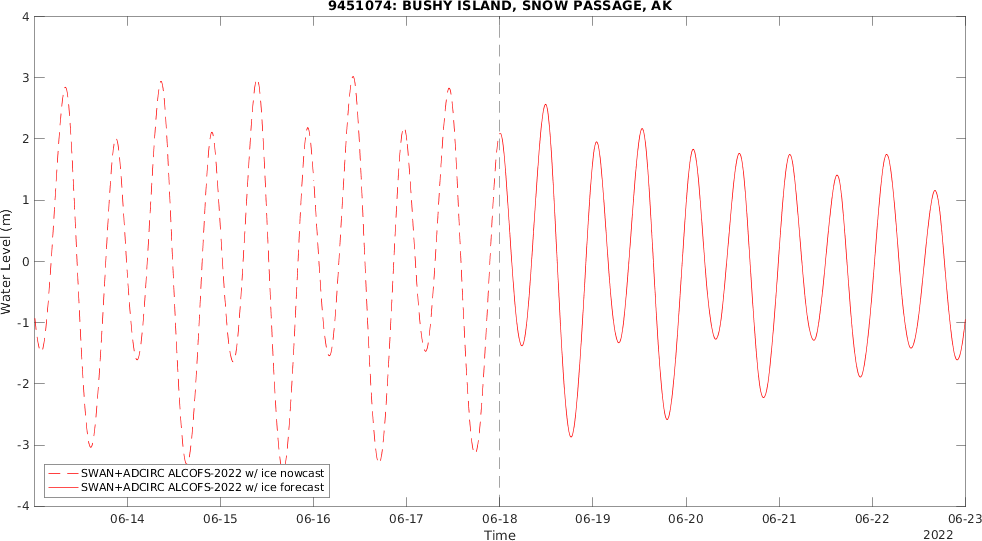 9451074: BUSHY ISLAND, SNOW PASSAGE, AK
4
3
2
1
0
-1
-2
-3
-4
Water Level (m)
SWAN+ADCIRC ALCOFS-2022 w/ ice nowcast
SWAN+ADCIRC ALCOFS-2022 w/ ice forecast
06-14 06-15 06-16 06-17 06-18 06-19 06-20 06-21 06-22 06-23
Time
2022